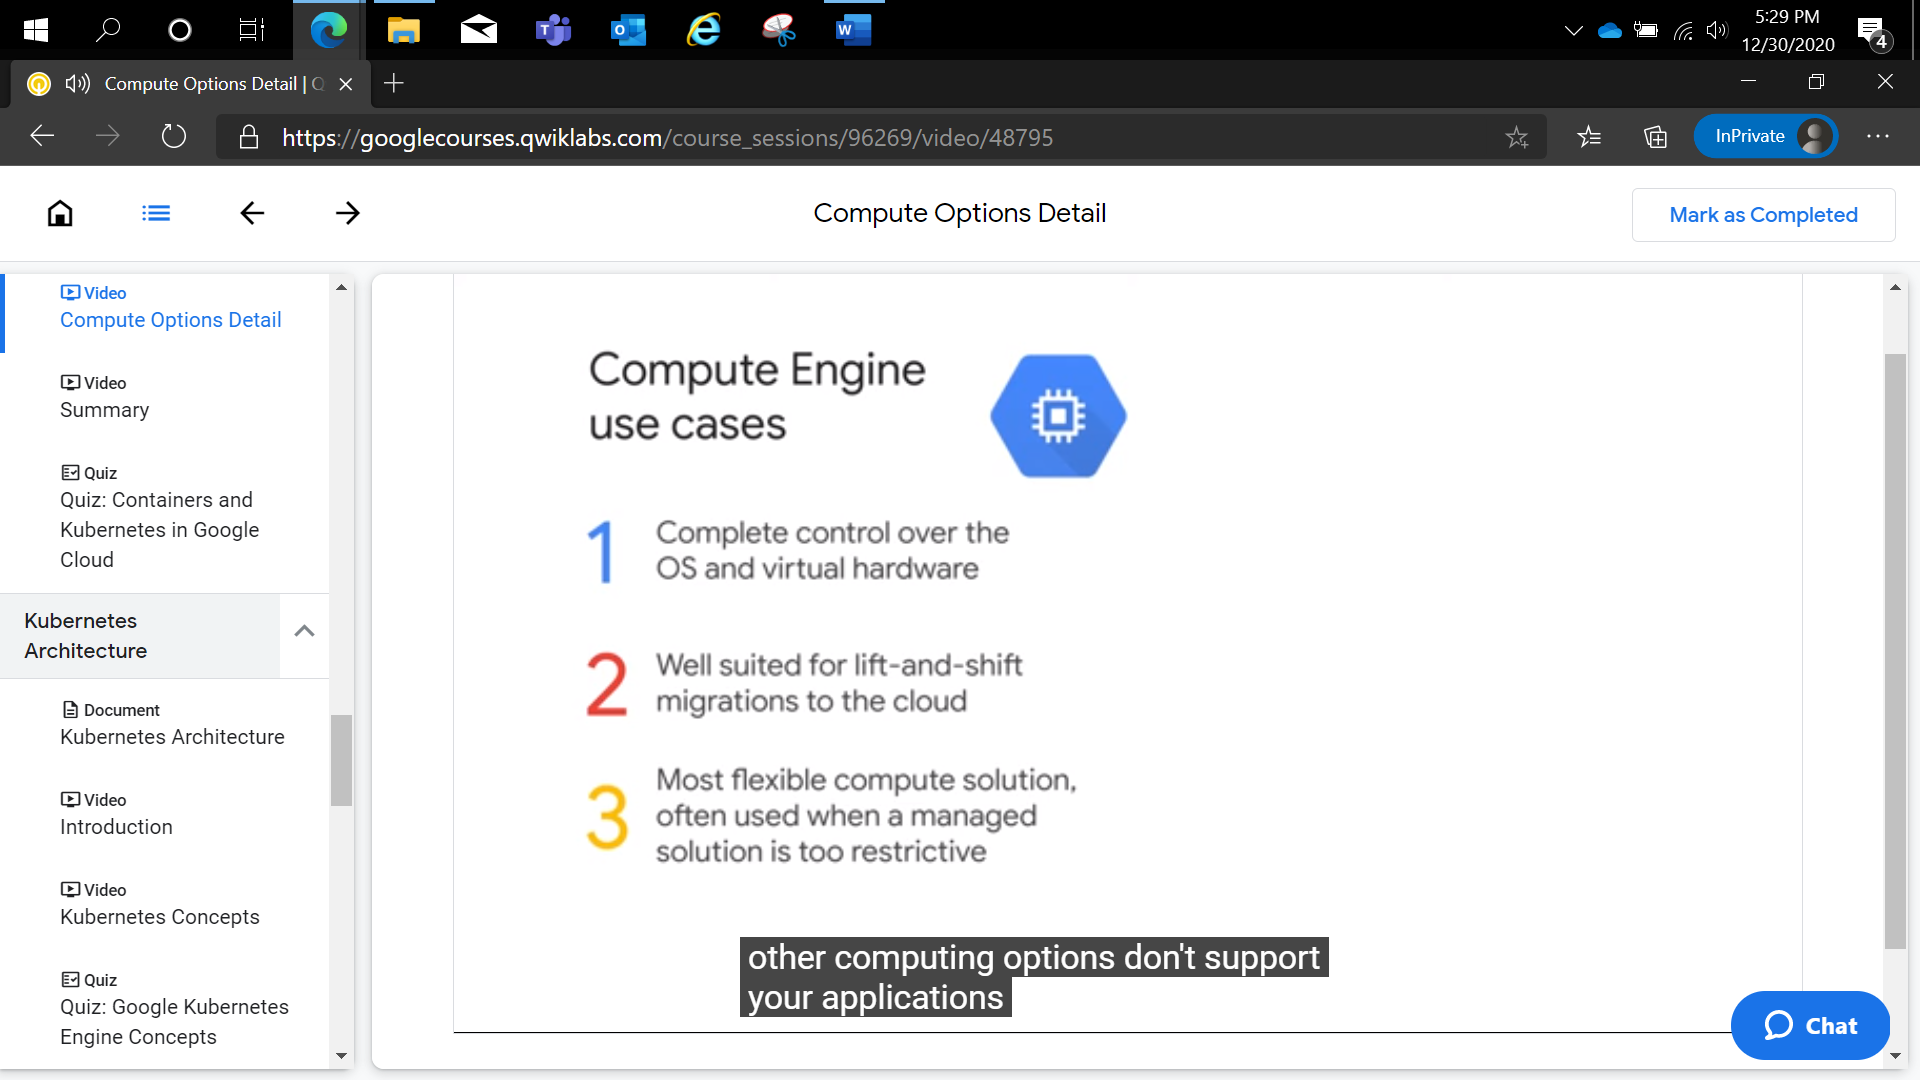 5:29 PM
12/30/2020
4
Compute Options Detail | Q
https://googlecourses.qwiklabs.com/course_sessions/96269/video/48795
InPrivate
Compute Options Detail
Mark as Completed
Video
Compute Options Detail
Video
Summary
Quiz
Quiz: Containers and
Kubernetes in Google
Cloud
Kubernetes
Architecture
Document
Kubernetes Architecture
Video
Introduction
Video
Kubernetes Concepts
Quiz
Quiz: Google Kubernetes
Engine Concepts
Compute Engine
use cases
1 Complete control over the
OS and virtual hardware
2 Well suited for lift-and-shift
migrations to the cloud
3 Most flexible compute solution,
often used when a managed
solution is too restrictive
other computing options don't support
your applications
Chat